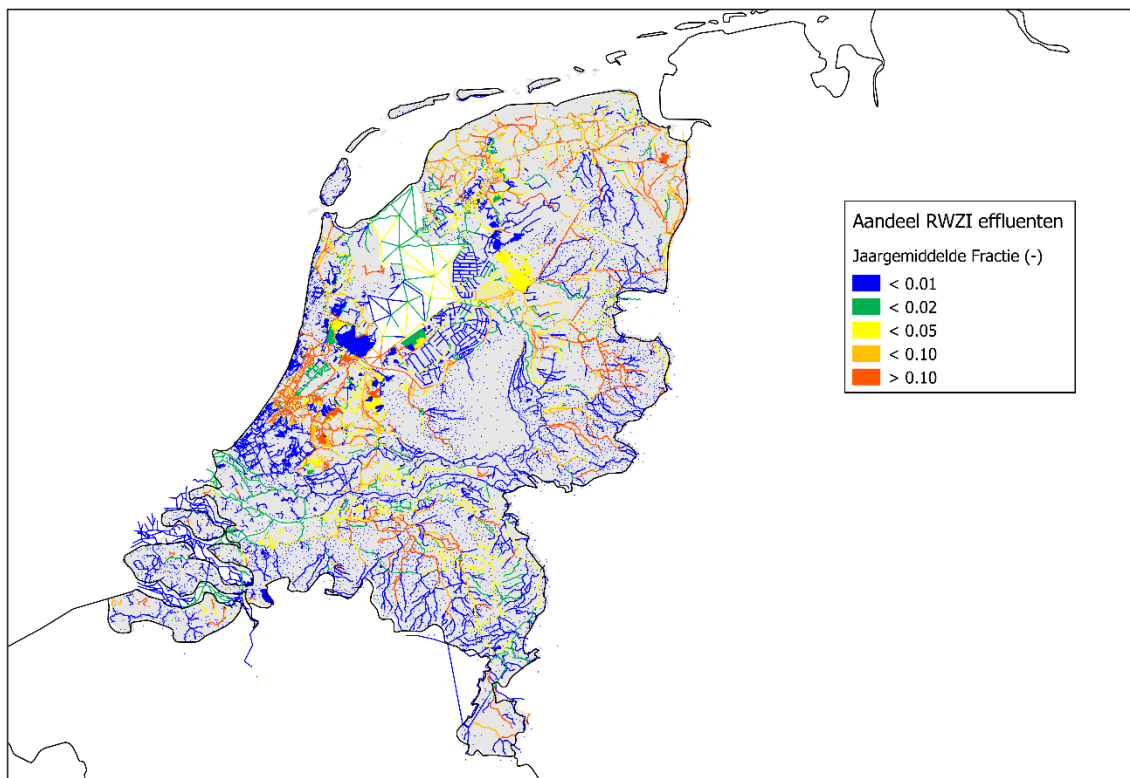 Aandeel RWZI effluenten
Jaargemiddelde Fractie (-)
< 0.01
< 0.02
< 0.05
< 0.10
> 0.10